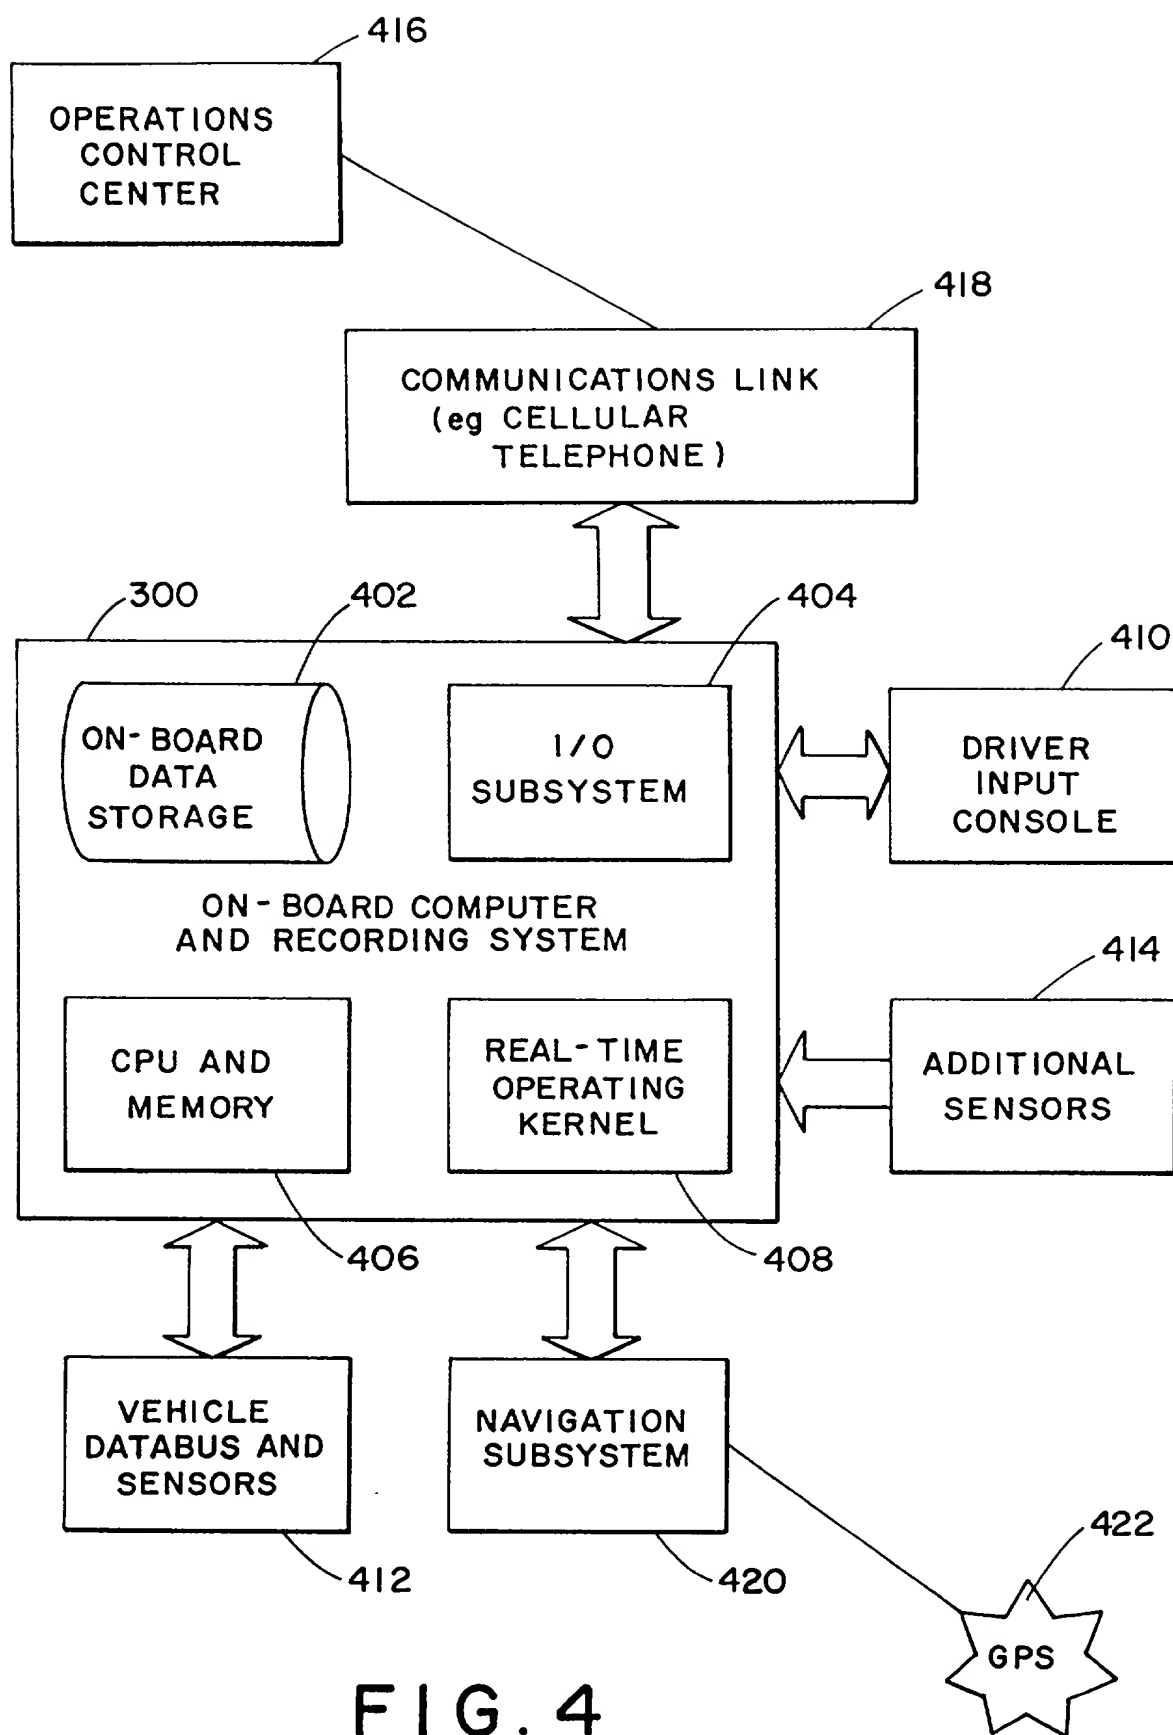 416
OPERATIONS
CONTROL
CENTER
418
COMMUNICATIONS LINK
(eg CELLULAR
TELEPHONE)
300
402
404
410
ON-BOARD
DATA
STORAGE
I/O
SUBSYSTEM
DRIVER
INPUT
CONSOLE
ON-BOARD COMPUTER
AND RECORDING SYSTEM
414
CPU AND
MEMORY
REAL-TIME
OPERATING
KERNEL
ADDITIONAL
SENSORS
406
408
VEHICLE
DATABUS AND
SENSORS
NAVIGATION
SUBSYSTEM
412
420
422
GPS
FIG. 4